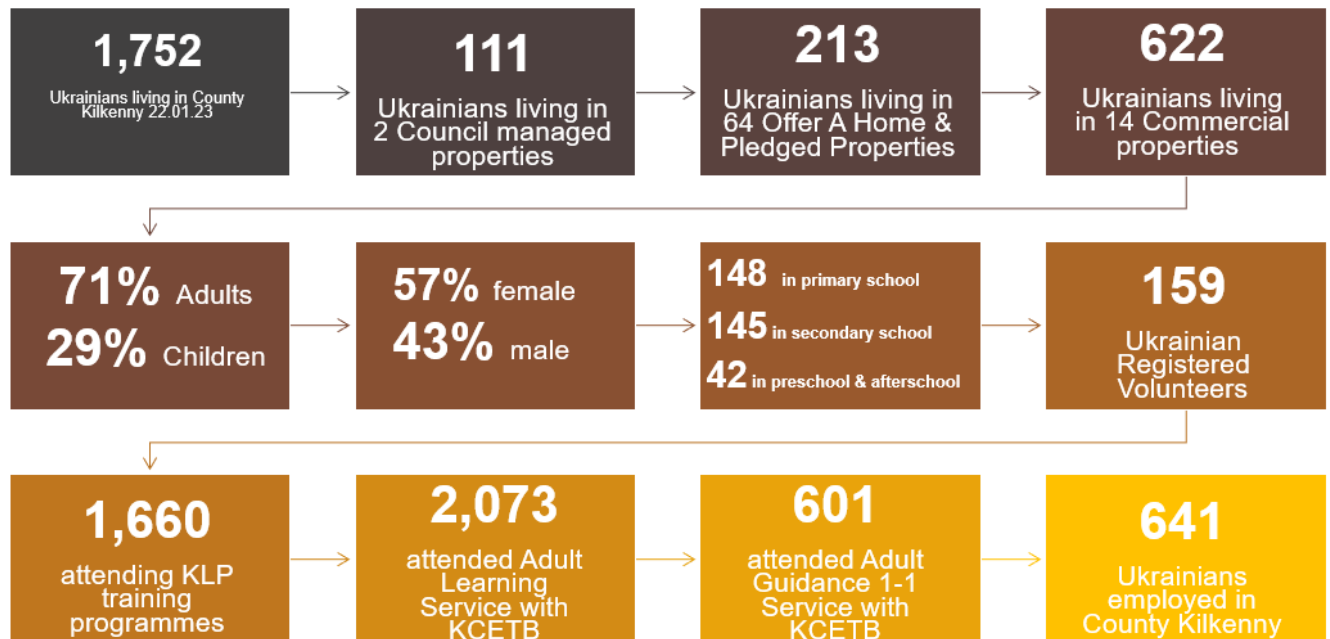 1,752
Ukrainians living in County
Kilkenny 22.01.23
111
Ukrainians living in
2 Council managed
properties
213
Ukrainians living in
64 Offer A Home &
Pledged Properties
622
Ukrainians living
in 14 Commercial
properties
71% Adults
29% Children
57% female
43% male
148 in primary school
145 in secondary school
42 in preschool & afterschool
159
Ukrainian
Registered
Volunteers
1,660
attending KLP
training
programmes
2,073
attended Adult
Learning
Service with
KCETB
601
attended Adult
Guidance 1-1
Service with
KCETB
641
Ukrainians
employed in
County Kilkenny